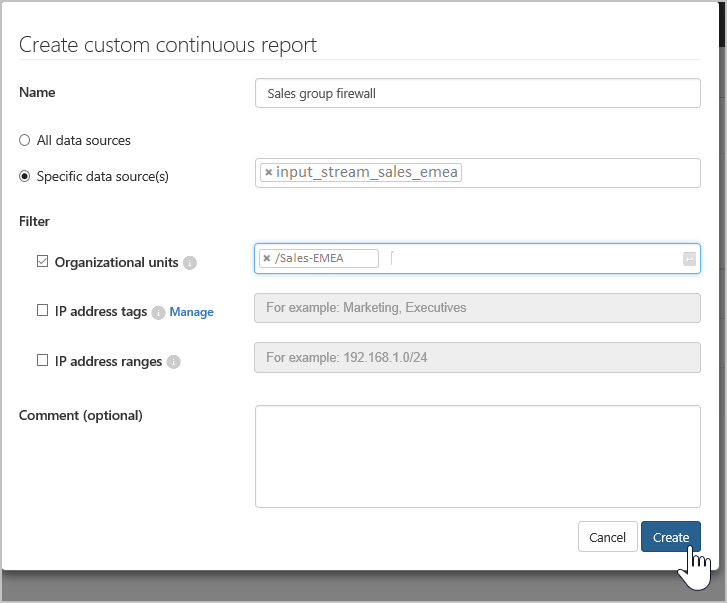 Create custom continuous report
Name
Sales group firewall
All data sources
Specific data source(s)
✖ input_stream_sales_emea
Filter
Organizational units i
✖ /Sales-EMEA
IP address tags i Manage
For example: Marketing, Executives
IP address ranges i
For example: 192.168.1.0/24
Comment (optional)
Cancel
Create